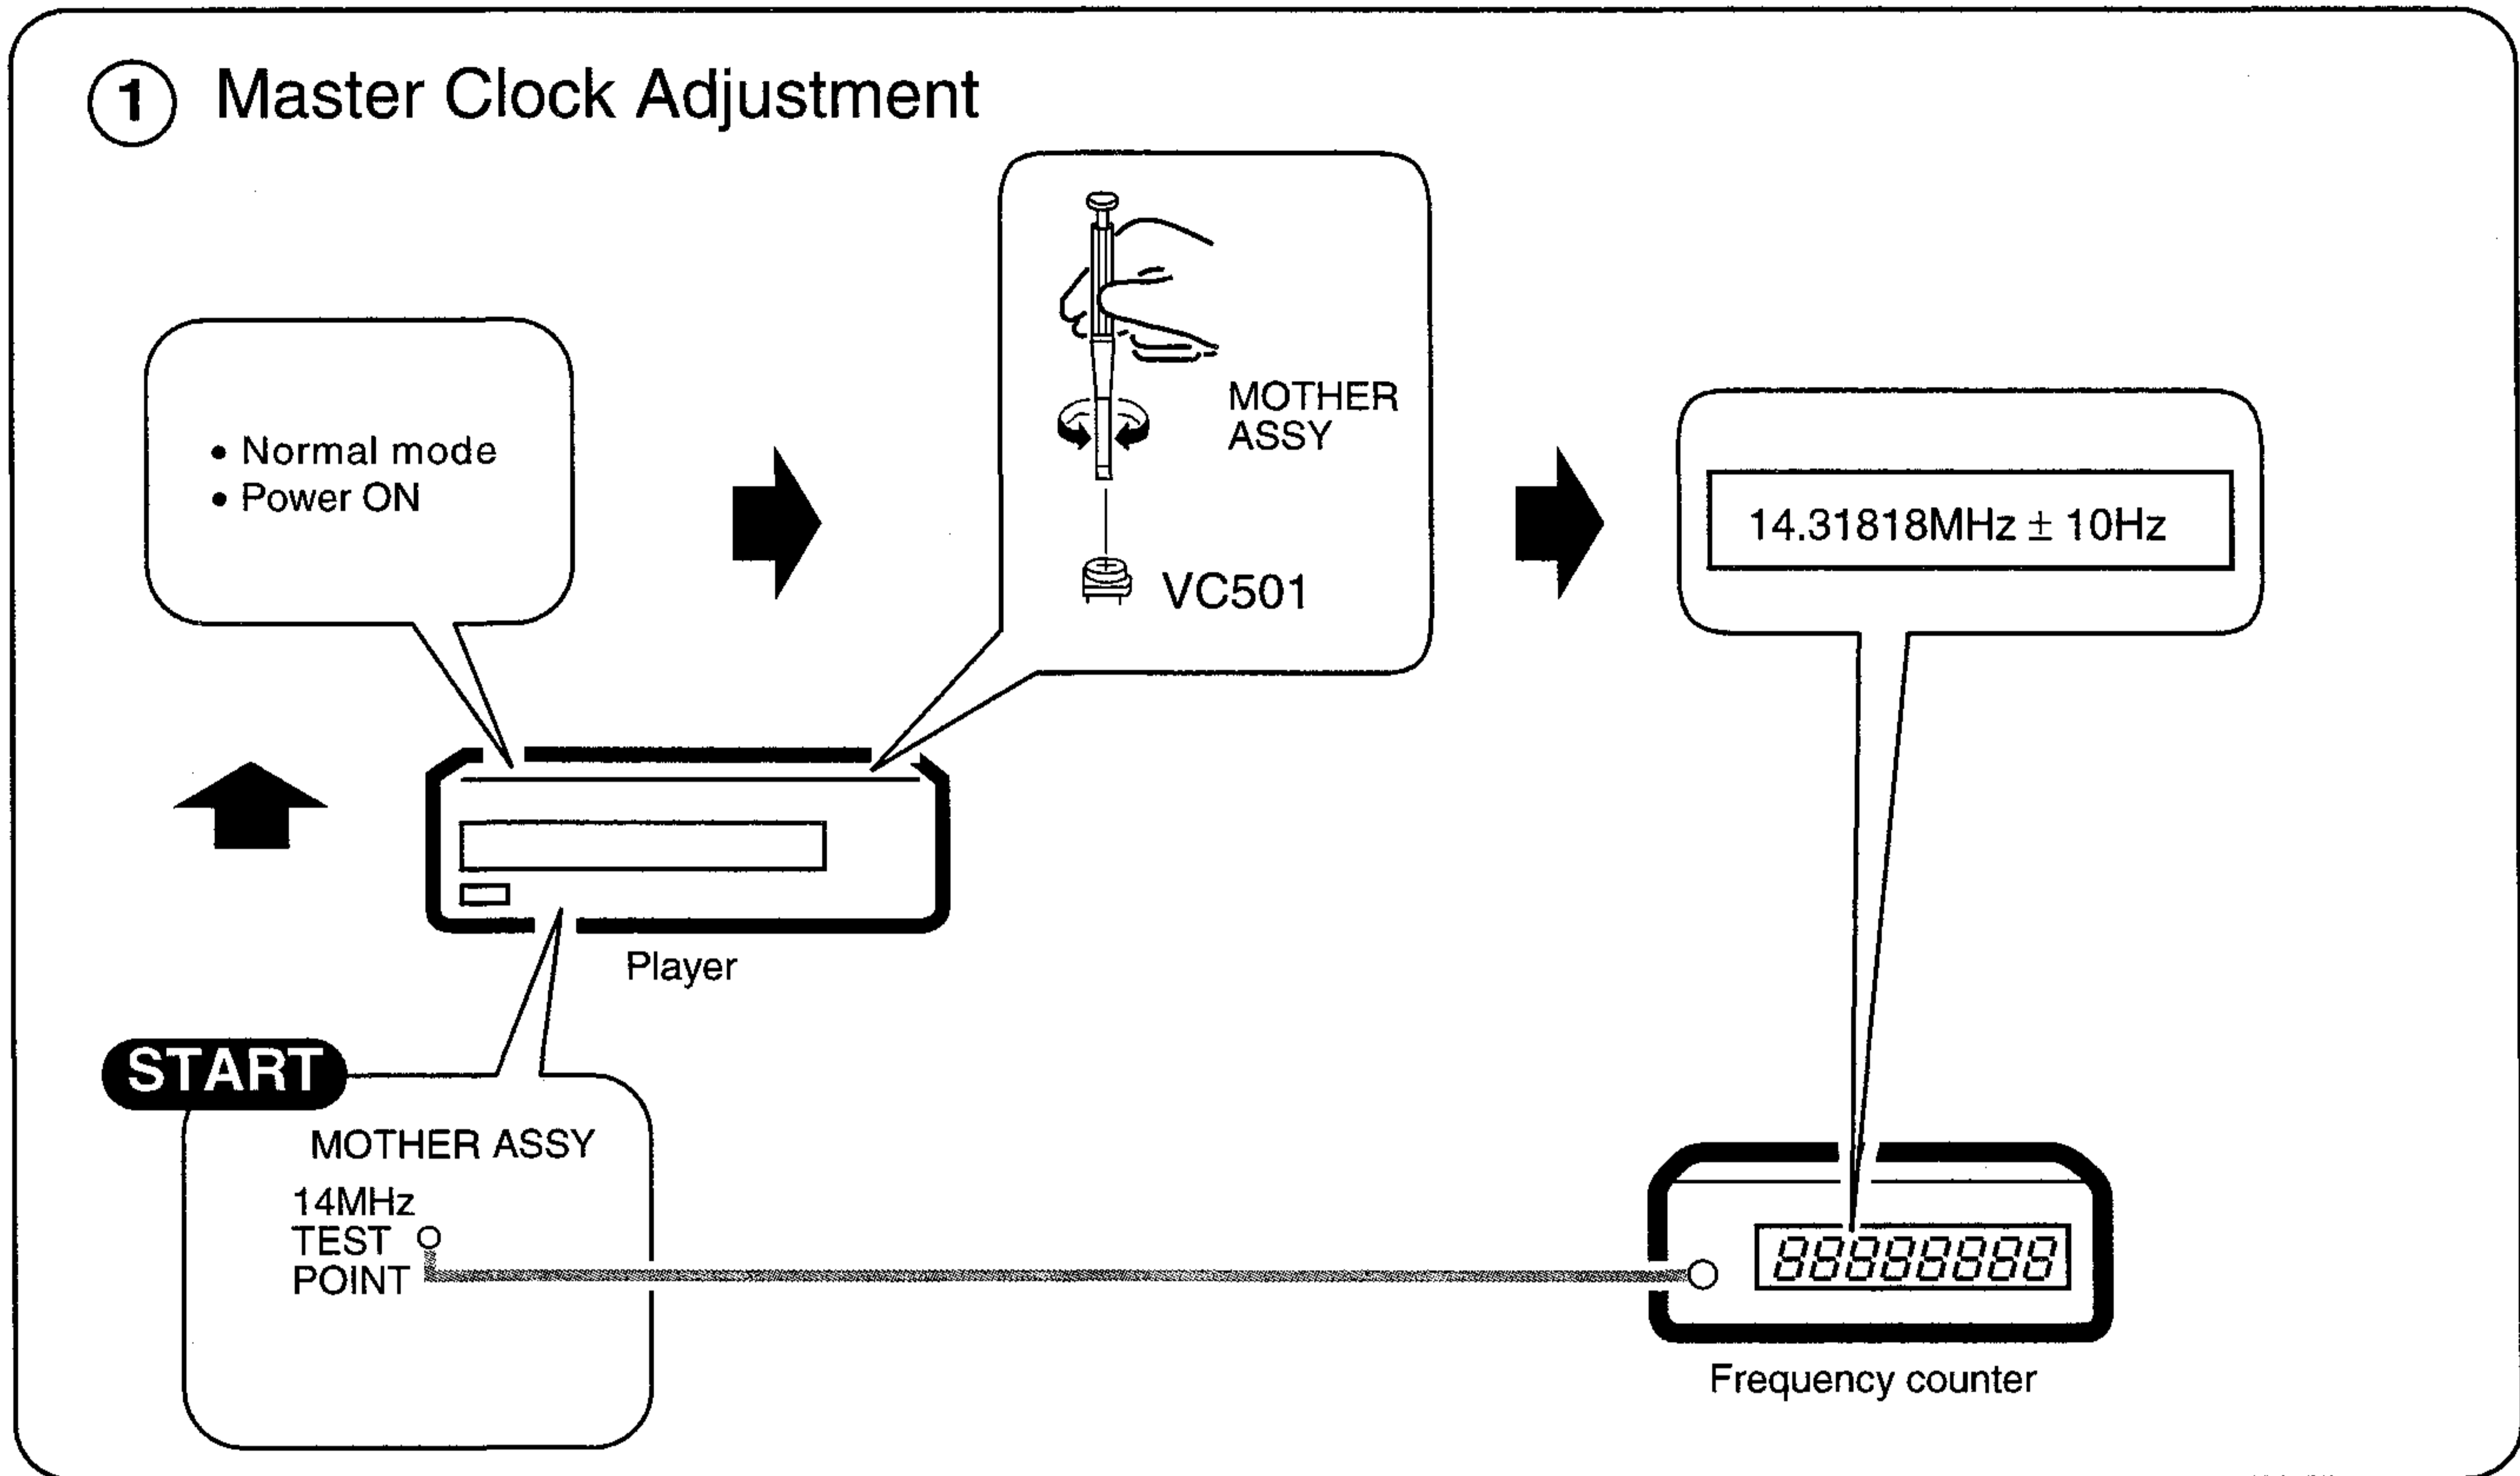 1 Master Clock Adjustment
• Normal mode
• Power ON
MOTHER
ASSY
VC501
14.31818MHz ± 10Hz
Player
START
MOTHER ASSY
14MHz
TEST
POINT
88888888
Frequency counter